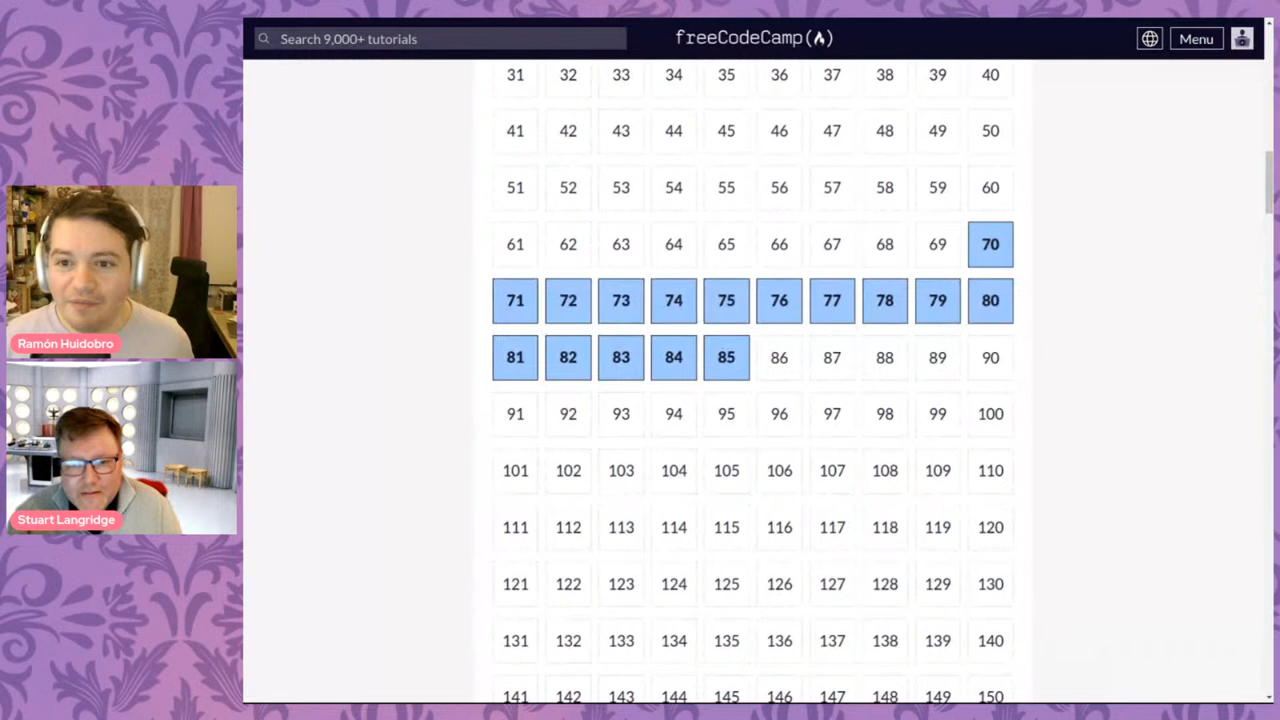 Search 9,000+ tutorials
freeCodeCamp
Menu
31 32 33 34 35 36 37 38 39 40
41 42 43 44 45 46 47 48 49 50
51 52 53 54 55 56 57 58 59 60
61 62 63 64 65 66 67 68 69 70
71 72 73 74 75 76 77 78 79 80
81 82 83 84 85 86 87 88 89 90
91 92 93 94 95 96 97 98 99 100
101 102 103 104 105 106 107 108 109 110
111 112 113 114 115 116 117 118 119 120
121 122 123 124 125 126 127 128 129 130
131 132 133 134 135 136 137 138 139 140
141 142 143 144 145 146 147 148 149 150
Ramón Huidobro
Stuart Langridge